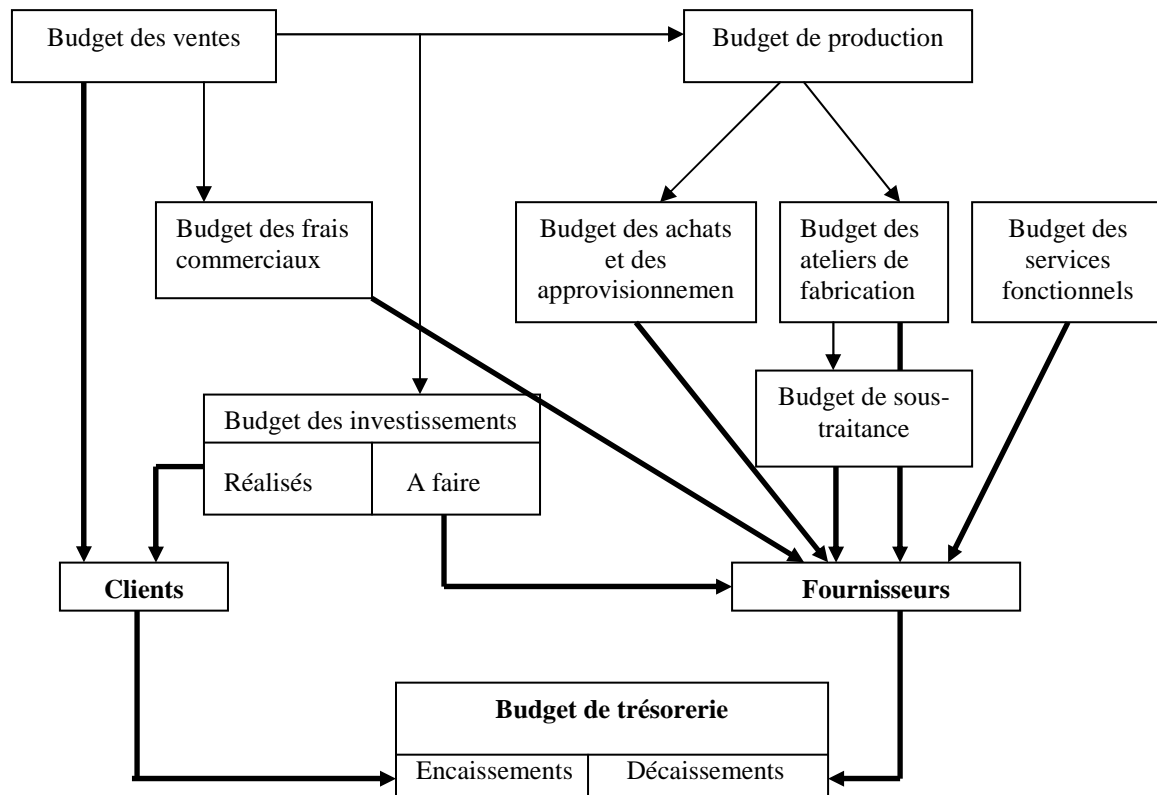 Budget des ventes
Budget de production
Budget des frais
commerciaux
Budget des achats
et des
approvisionnemen
Budget des
ateliers de
fabrication
Budget des
services
fonctionnels
Budget de sous-
traitance
Budget des investissements
Réalisés
A faire
Clients
Fournisseurs
Budget de trésorerie
Encaissements
Décaissements